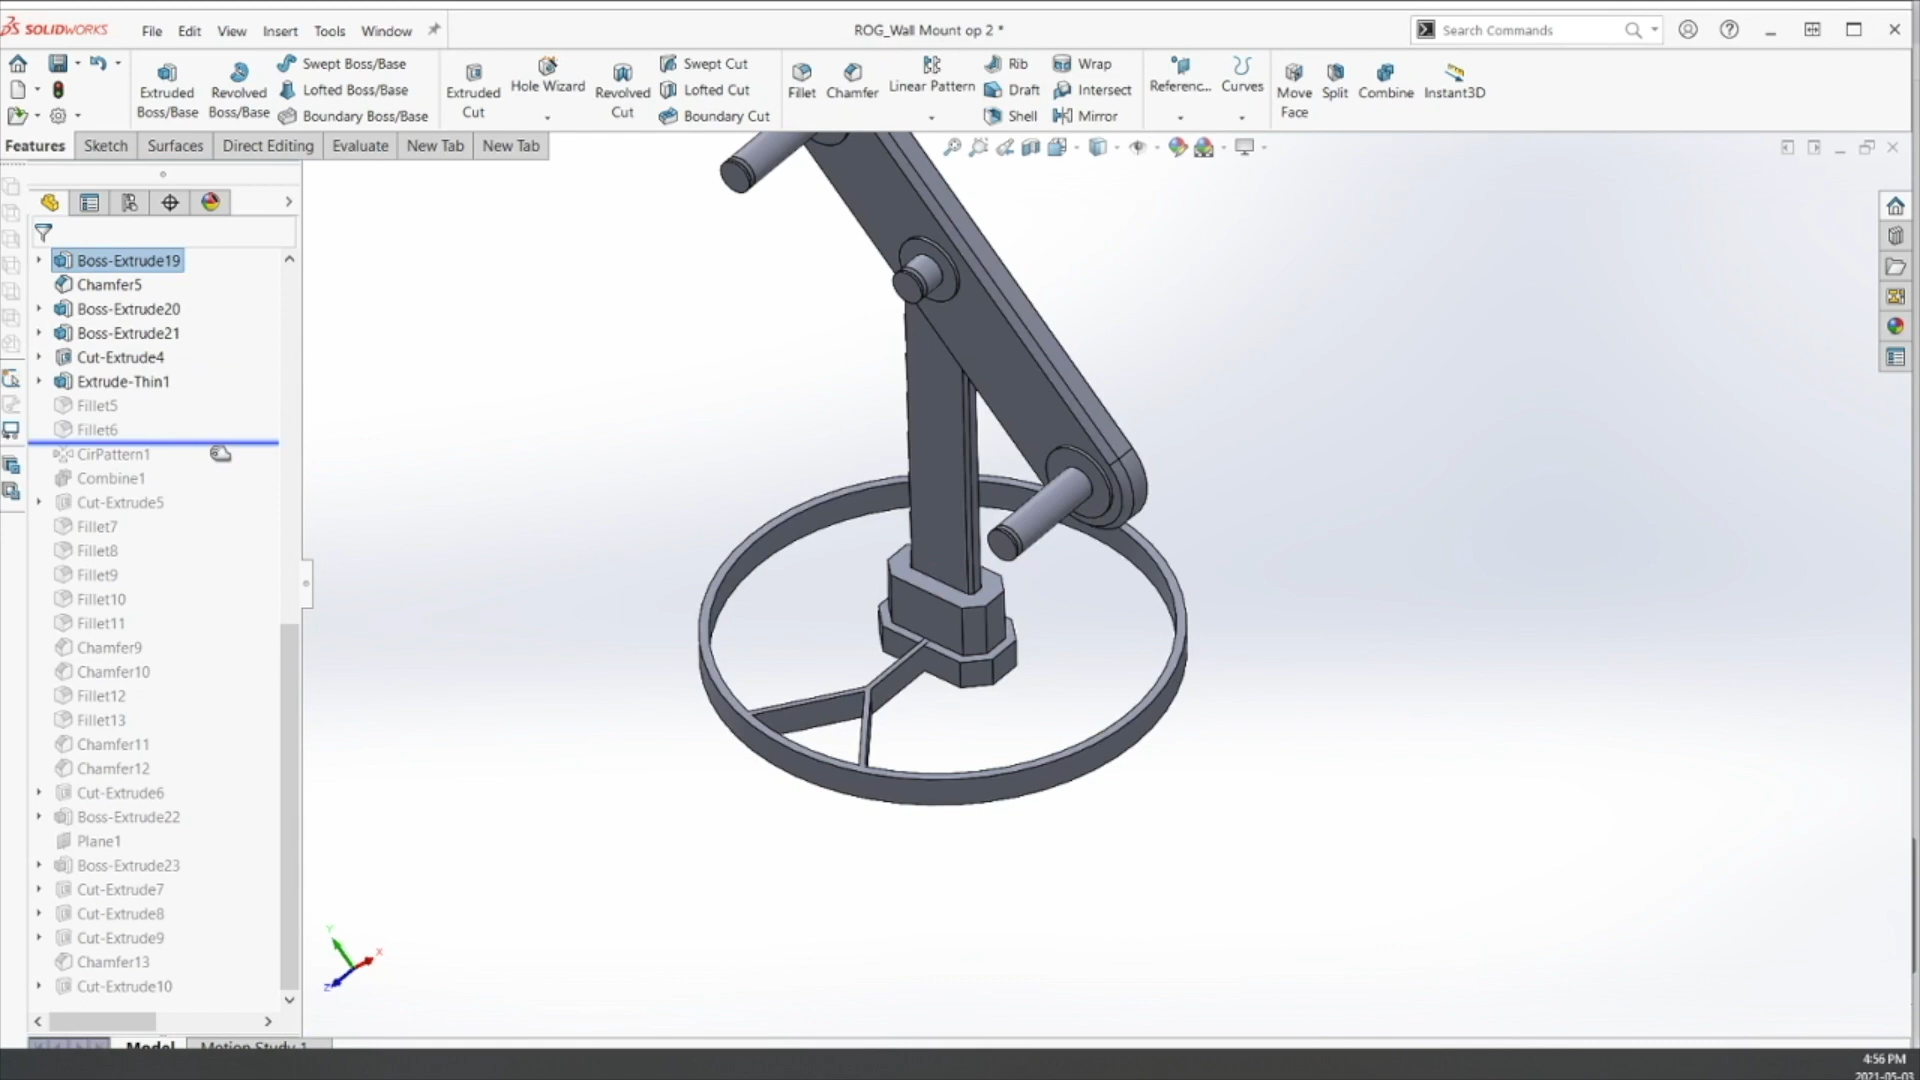 SOLIDWORKS File Edit View Insert Tools Window ROG_Wall Mount op 2 * Search Commands
Extruded Boss/Base
Revolved Boss/Base
Swept Boss/Base
Lofted Boss/Base
Boundary Boss/Base
Extruded Cut
Hole Wizard
Revolved Cut
Swept Cut
Lofted Cut
Boundary Cut
Fillet
Chamfer
Linear Pattern
Rib
Draft
Shell
Wrap
Intersect
Mirror
Referenc...
Curves
Move Face
Split
Combine
Instant3D
Features Sketch Surfaces Direct Editing Evaluate New Tab New Tab
Boss-Extrude19
Chamfer5
Boss-Extrude20
Boss-Extrude21
Cut-Extrude4
Extrude-Thin1
Fillet5
Fillet6
CirPattern1
Combine1
Cut-Extrude5
Fillet7
Fillet8
Fillet9
Fillet10
Fillet11
Chamfer9
Chamfer10
Fillet12
Fillet13
Chamfer11
Chamfer12
Cut-Extrude6
Boss-Extrude22
Plane1
Boss-Extrude23
Cut-Extrude7
Cut-Extrude8
Cut-Extrude9
Chamfer13
Cut-Extrude10
Y
X
Z
Model Motion Study 1
4:56 PM
2021-05-03